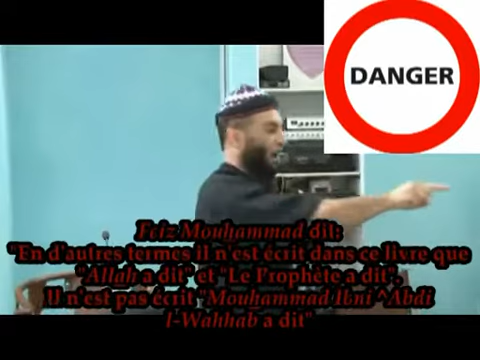 DANGER
Feiz Mouhammad dit:
"En d'autres termes il n'est écrit dans ce livre que
"Allah a dit" et "Le Prophète a dit".
Il n'est pas écrit "Mouhammad Ibni ^Abdi
l-Wahhab a dit"